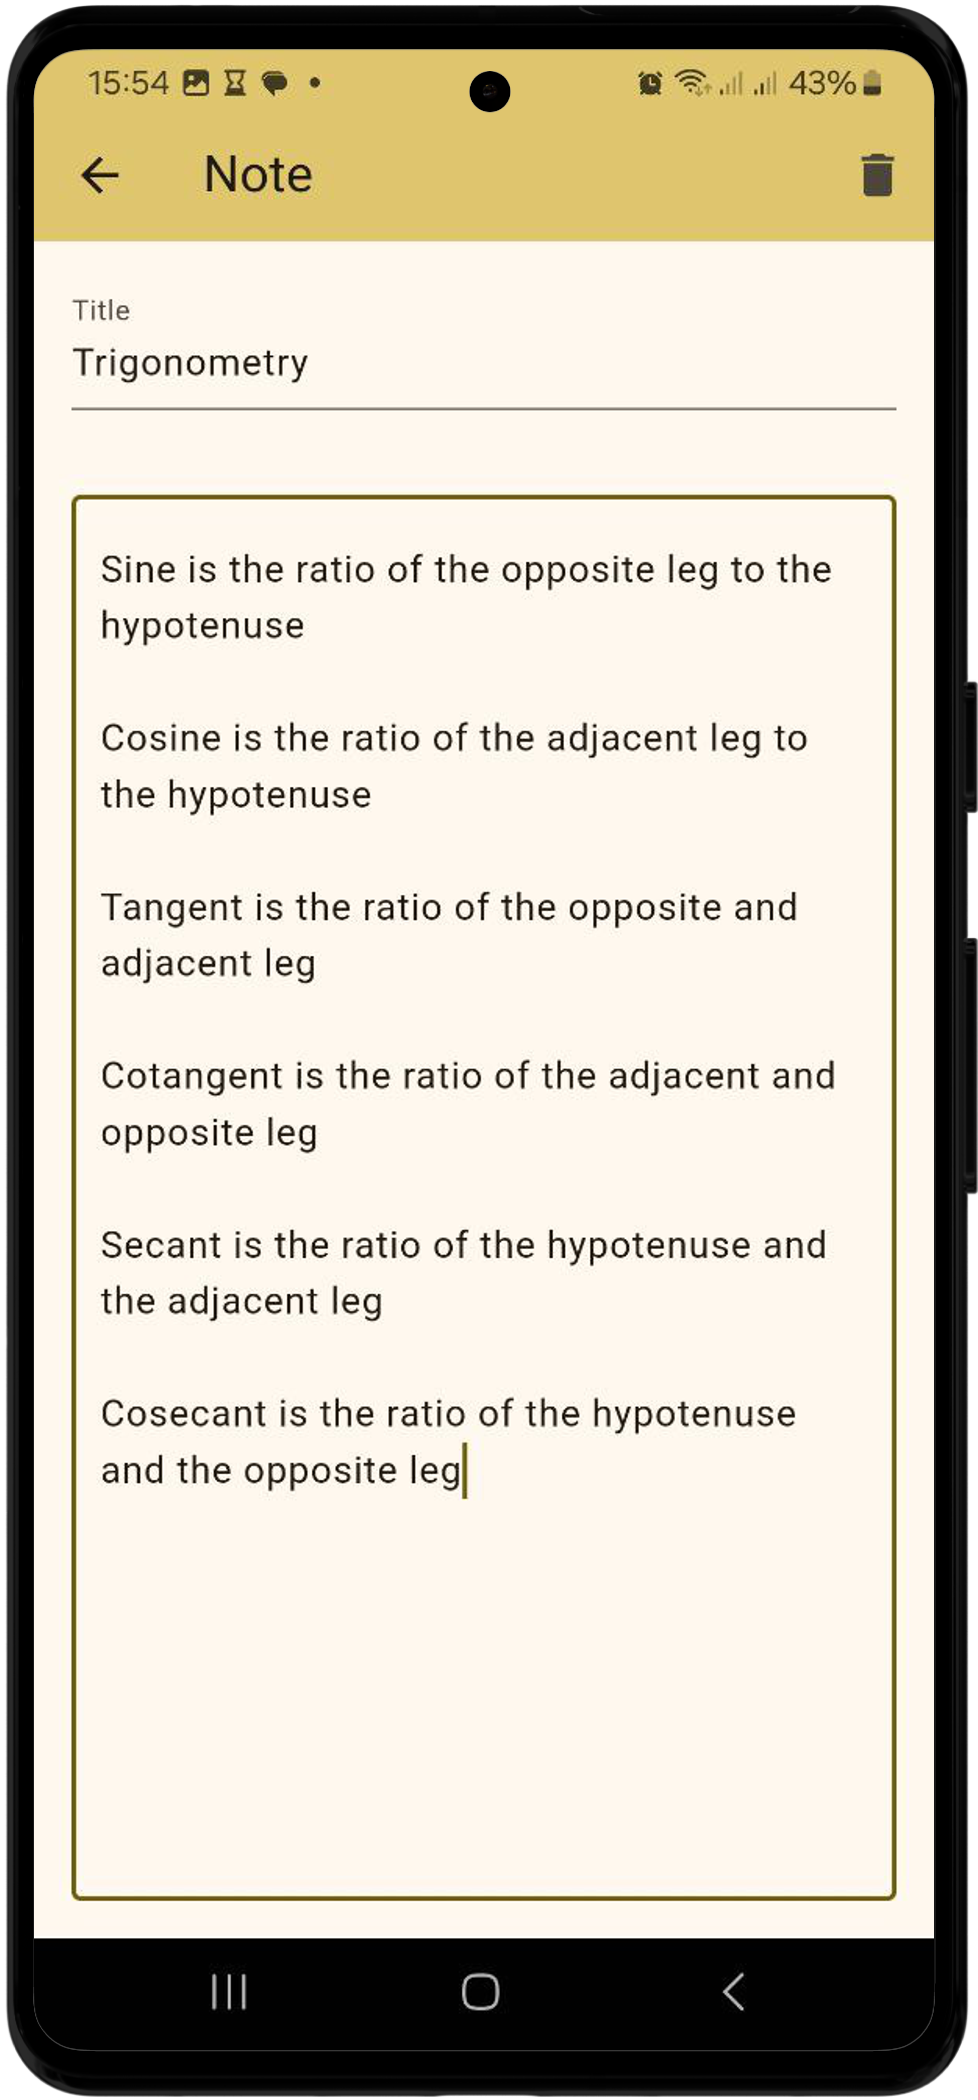 15:54 43%
Note
Title
Trigonometry
Sine is the ratio of the opposite leg to the
hypotenuse
Cosine is the ratio of the adjacent leg to
the hypotenuse
Tangent is the ratio of the opposite and
adjacent leg
Cotangent is the ratio of the adjacent and
opposite leg
Secant is the ratio of the hypotenuse and
the adjacent leg
Cosecant is the ratio of the hypotenuse
and the opposite leg